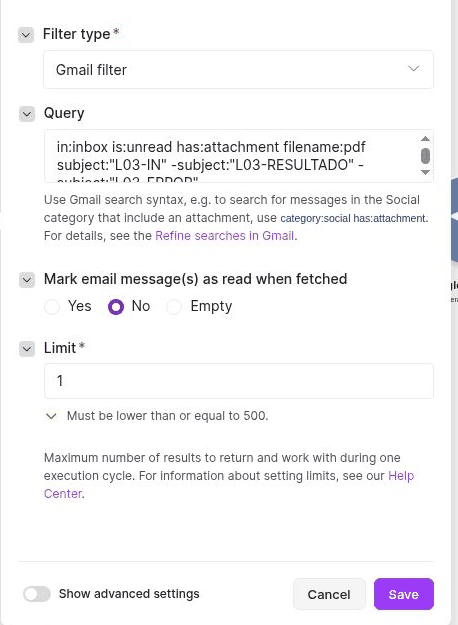 Filter type*
Gmail filter
Query
in:inbox is:unread has:attachment filename:pdf
subject:"L03-IN" -subject:"L03-RESULTADO" -
subject:"L03-ERROR"
Use Gmail search syntax, e.g. to search for messages in the Social
category that include an attachment, use category:social has:attachment.
For details, see the Refine searches in Gmail.
Mark email message(s) as read when fetched
Yes No Empty
Limit*
1
Must be lower than or equal to 500.
Maximum number of results to return and work with during one
execution cycle. For information about setting limits, see our Help
Center.
Show advanced settings Cancel Save